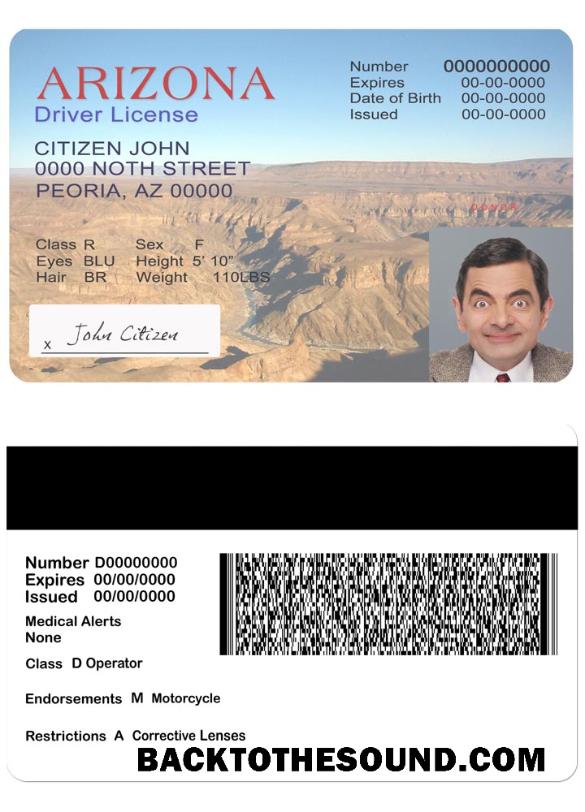 ARIZONA
Driver License
Number 0000000000
Expires 00-00-0000
Date of Birth 00-00-0000
Issued 00-00-0000
CITIZEN JOHN
0000 NOTH STREET
PEORIA, AZ 00000
DONOR
Class R Sex F
Eyes BLU Height 5' 10"
Hair BR Weight 110LBS
x John Citizen
Number D00000000
Expires 00/00/0000
Issued 00/00/0000
Medical Alerts
None
Class D Operator
Endorsements M Motorcycle
Restrictions A Corrective Lenses
BACKTOTHESOUND.COM